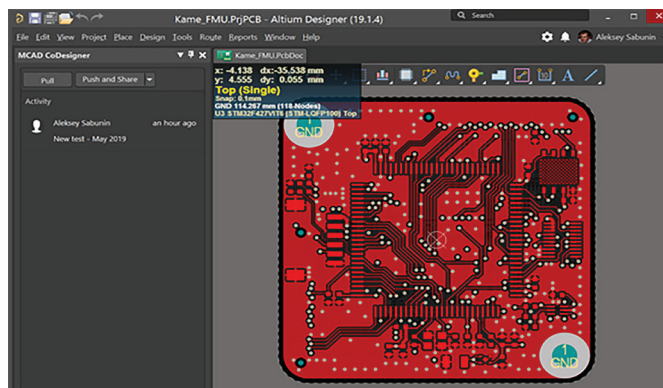 Kame_FMU.PrjPCB - Altium Designer (19.1.4)
Search
File Edit View Project Place Design Tools Route Reports Window Help
Aleksey Sabunin
MCAD CoDesigner
Kame_FMU.PcbDoc
Pull
Push and Share
Activity
Aleksey Sabunin
an hour ago
New test - May 2019
x: -4.138 dx:-35.538 mm
y: 4.555 dy: 0.055 mm
Top (Single)
Snap: 0.1mm
GND 114.267 mm (118-Nodes)
U3 STM32F427VIT6 (STM-LQFP100) Top
1
GND
1
GND